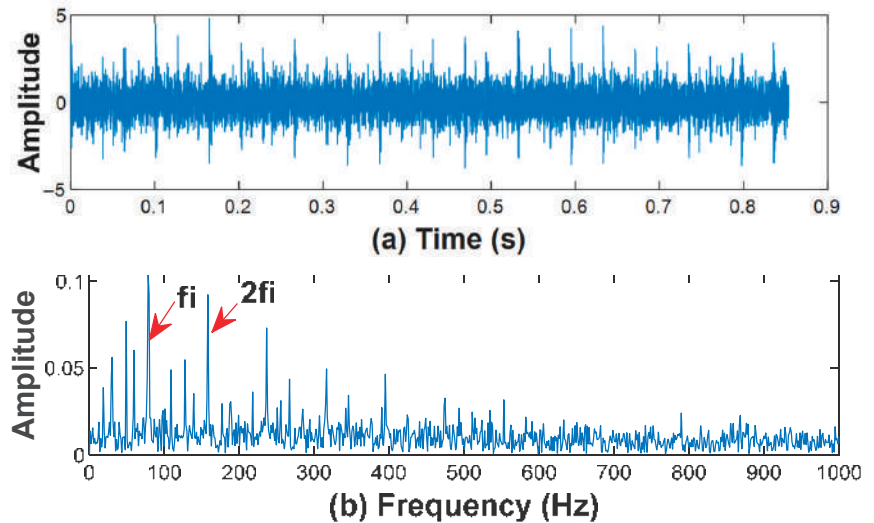 Amplitude
5
0
−5
0 0.1 0.2 0.3 0.4 0.5 0.6 0.7 0.8 0.9
(a) Time (s)
Amplitude
0.1
0.05
0
fi
2fi
0 100 200 300 400 500 600 700 800 900 1000
(b) Frequency (Hz)